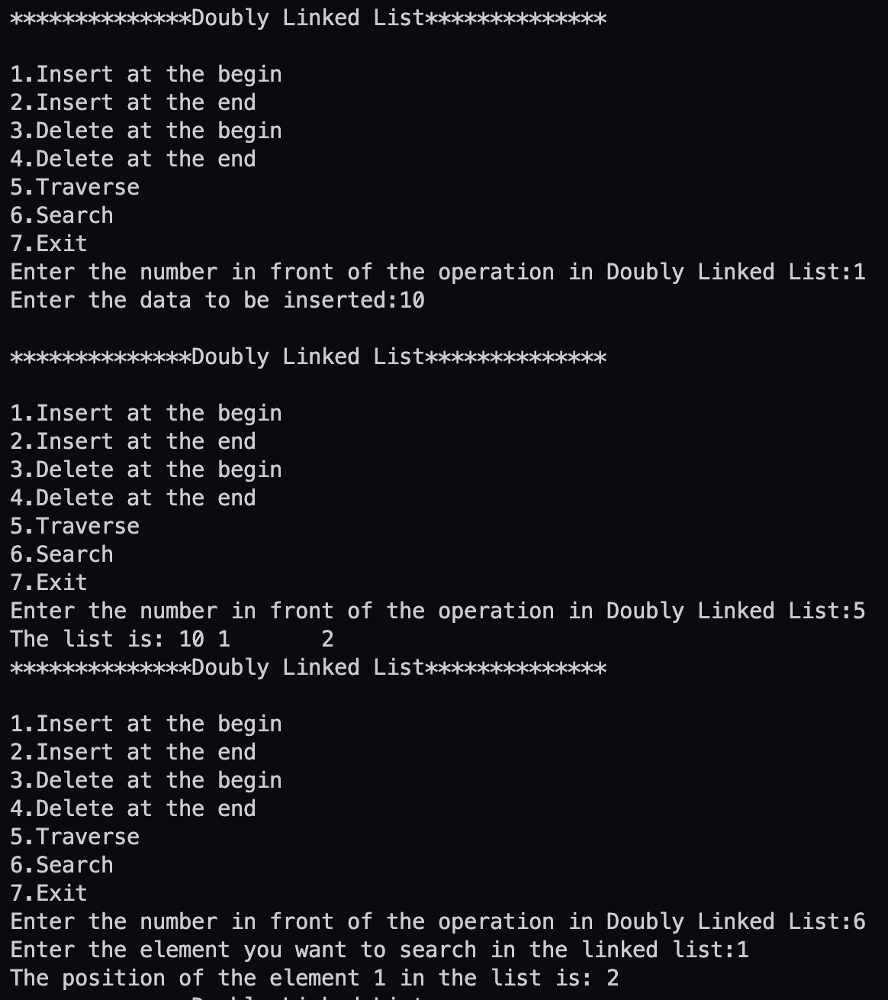 **************Doubly Linked List**************
1.Insert at the begin
2.Insert at the end
3.Delete at the begin
4.Delete at the end
5.Traverse
6.Search
7.Exit
Enter the number in front of the operation in Doubly Linked List:1
Enter the data to be inserted:10
**************Doubly Linked List**************
1.Insert at the begin
2.Insert at the end
3.Delete at the begin
4.Delete at the end
5.Traverse
6.Search
7.Exit
Enter the number in front of the operation in Doubly Linked List:5
The list is: 10 1       2
**************Doubly Linked List**************
1.Insert at the begin
2.Insert at the end
3.Delete at the begin
4.Delete at the end
5.Traverse
6.Search
7.Exit
Enter the number in front of the operation in Doubly Linked List:6
Enter the element you want to search in the linked list:1
The position of the element 1 in the list is: 2